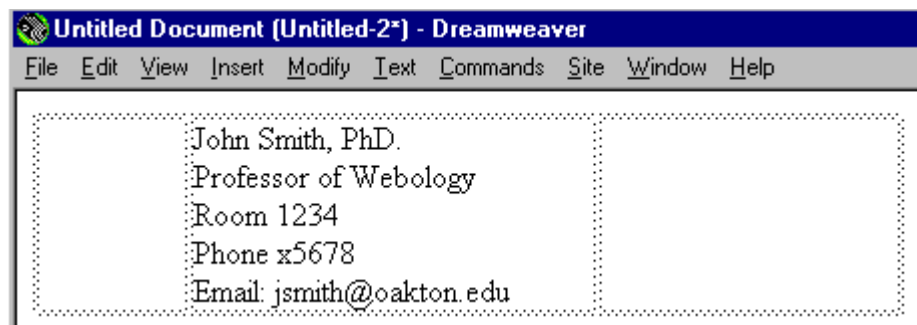 Untitled Document (Untitled-2*) - Dreamweaver
File Edit View Insert Modify Text Commands Site Window Help
John Smith, PhD.
Professor of Webology
Room 1234
Phone x5678
Email: jsmith@oakton.edu